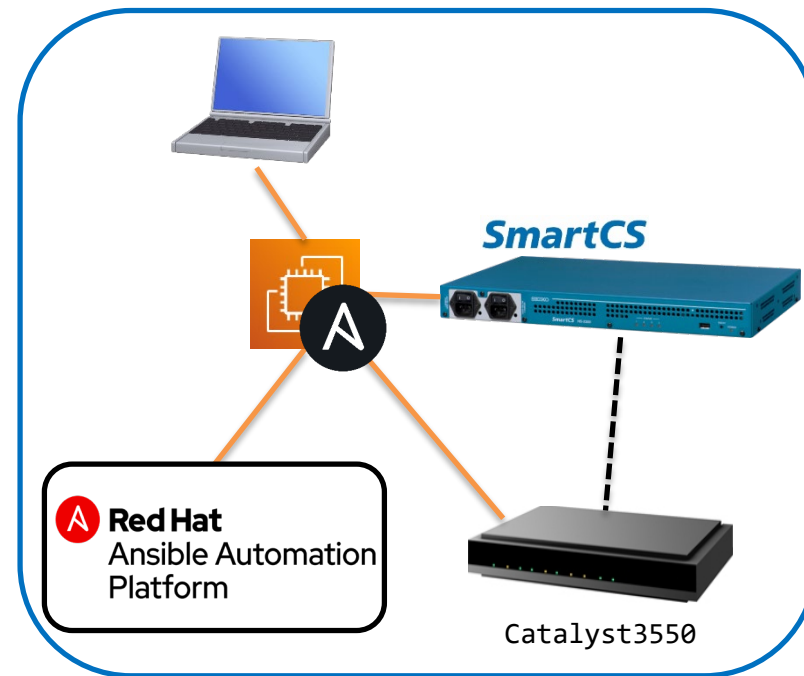 SmartCS
Red Hat
Ansible Automation
Platform
Catalyst3550